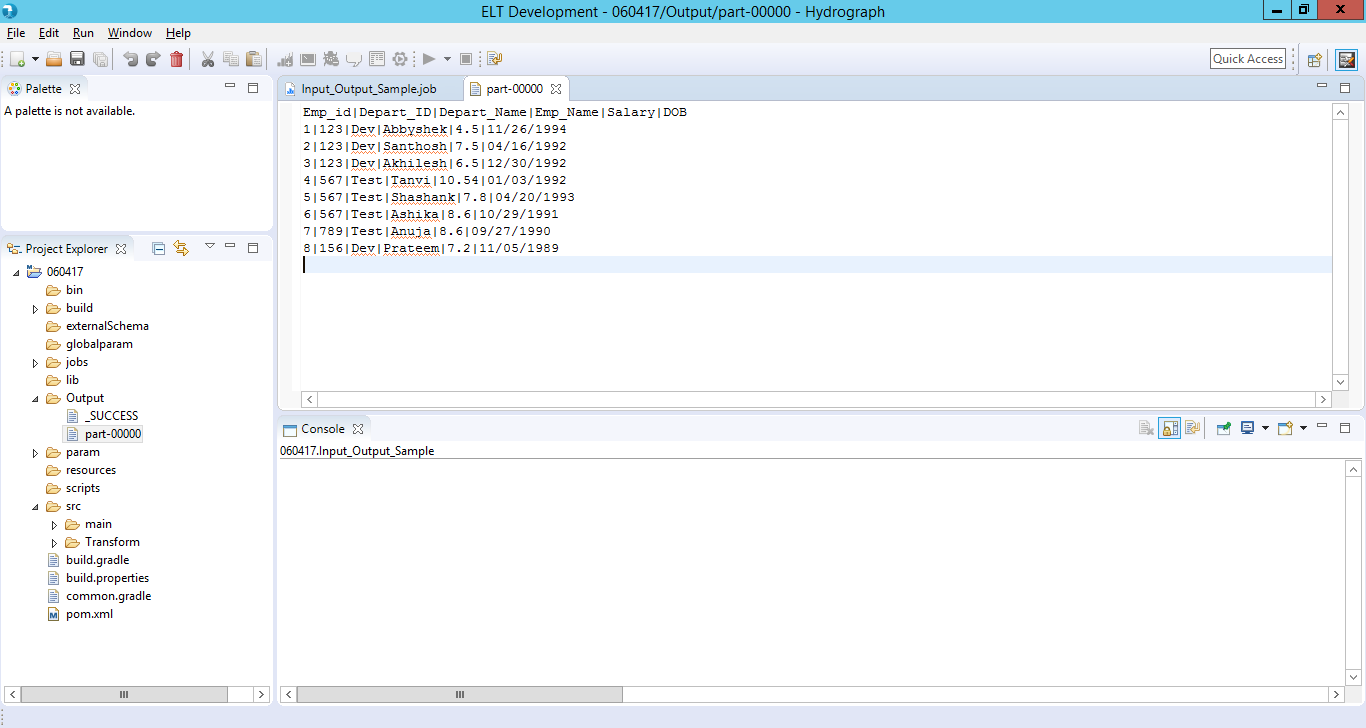 ELT Development - 060417/Output/part-00000 - Hydrograph
File Edit Run Window Help
Quick Access
Palette
A palette is not available.
Project Explorer
060417
bin
build
externalSchema
globalparam
jobs
lib
Output
_SUCCESS
part-00000
param
resources
scripts
src
main
Transform
build.gradle
build.properties
common.gradle
pom.xml
Input_Output_Sample.job part-00000
Emp_id|Depart_ID|Depart_Name|Emp_Name|Salary|DOB
1|123|Dev|Abbyshek|4.5|11/26/1994
2|123|Dev|Santhosh|7.5|04/16/1992
3|123|Dev|Akhilesh|6.5|12/30/1992
4|567|Test|Tanvi|10.54|01/03/1992
5|567|Test|Shashank|7.8|04/20/1993
6|567|Test|Ashika|8.6|10/29/1991
7|789|Test|Anuja|8.6|09/27/1990
8|156|Dev|Prateem|7.2|11/05/1989
Console
060417.Input_Output_Sample